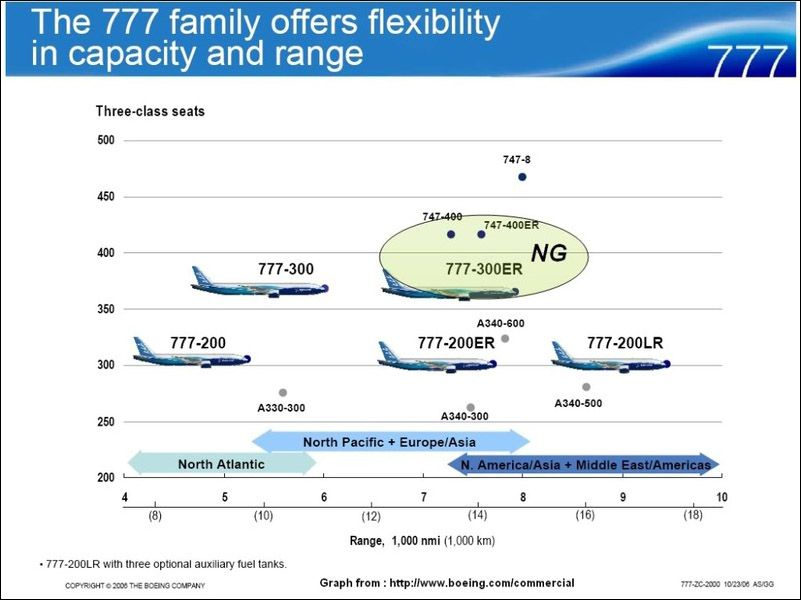 The 777 family offers flexibility
in capacity and range
777
Three-class seats
500
747-8
450
747-400
747-400ER
400
NG
777-300
777-300ER
350
A340-600
777-200
777-200ER
777-200LR
300
A330-300
A340-300
A340-500
250
North Pacific + Europe/Asia
North Atlantic
N. America/Asia + Middle East/Americas
200
4 5 6 7 8 9 10
(8) (10) (12) (14) (16) (18)
Range, 1,000 nmi (1,000 km)
• 777-200LR with three optional auxiliary fuel tanks.
COPYRIGHT © 2006 THE BOEING COMPANY
Graph from : http://www.boeing.com/commercial
777-ZC-2000 10/23/06 AS/GG